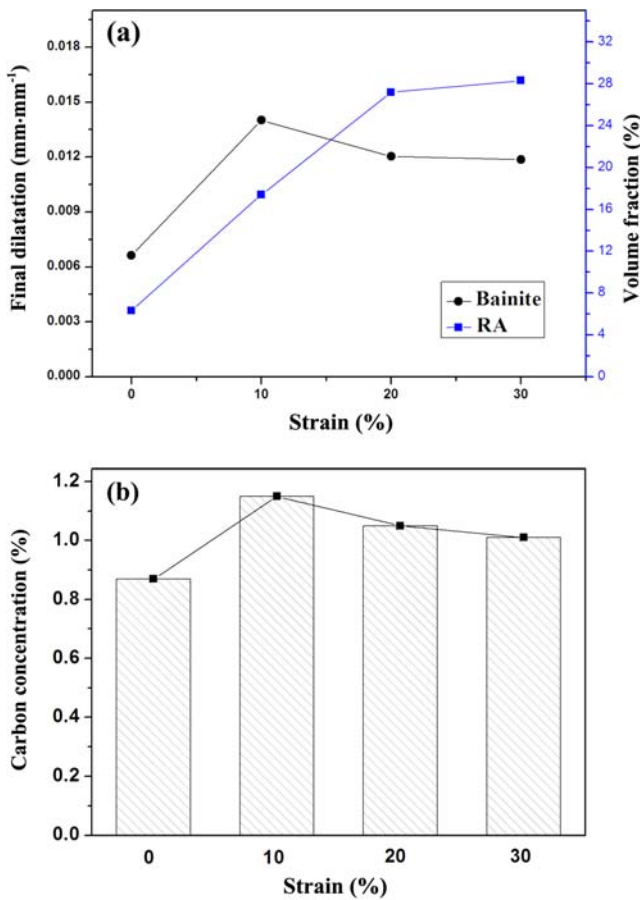 (a)
Final dilatation (mm·mm⁻¹)
0.018
0.015
0.012
0.009
0.006
0.003
0.000
Volume fraction (%)
32
28
24
20
16
12
8
4
0
Bainite
RA
0 10 20 30
Strain (%)
(b)
Carbon concentration (%)
1.2
1.0
0.8
0.6
0.4
0.2
0.0
0 10 20 30
Strain (%)